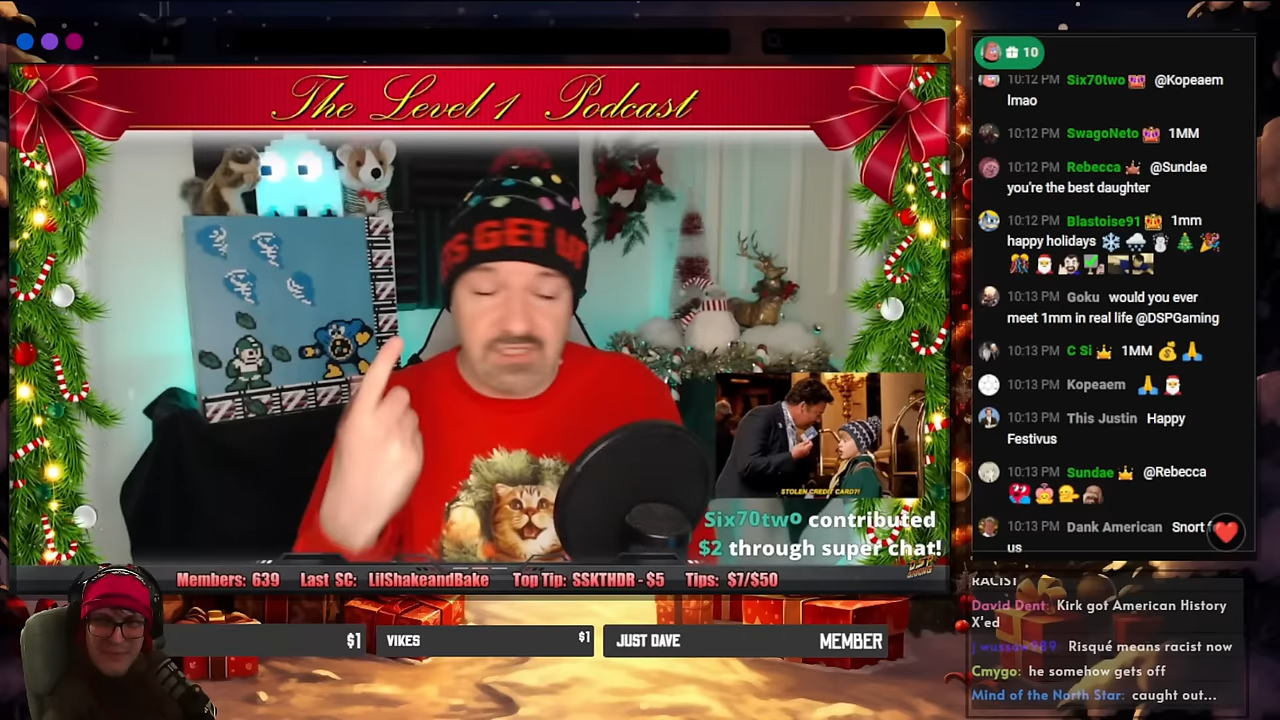 The Level 1 Podcast
S GET U
STOLEN CREDIT CARD?!
Six70two contributed
$2 through super chat!
Members: 639 Last SC: LilShakeandBake Top Tip: SSKTHDR - $5 Tips: $7/$50
$1
VIKES $1
JUST DAVE MEMBER
10
10:12 PM Six70two @Kopeaem
lmao
10:12 PM SwagoNeto 1MM
10:12 PM Rebecca @Sundae
you're the best daughter
10:12 PM Blastoise91 1mm
happy holidays
10:13 PM Goku would you ever
meet 1mm in real life @DSPGaming
10:13 PM C Si 1MM
10:13 PM Kopeaem
10:13 PM This Justin Happy
Festivus
10:13 PM Sundae @Rebecca
10:13 PM Dank American Snort
us
RACIST
David Dent: Kirk got American History
X'ed
j wussow989: Risqué means racist now
Cmygo: he somehow gets off
Mind of the North Star: caught out...